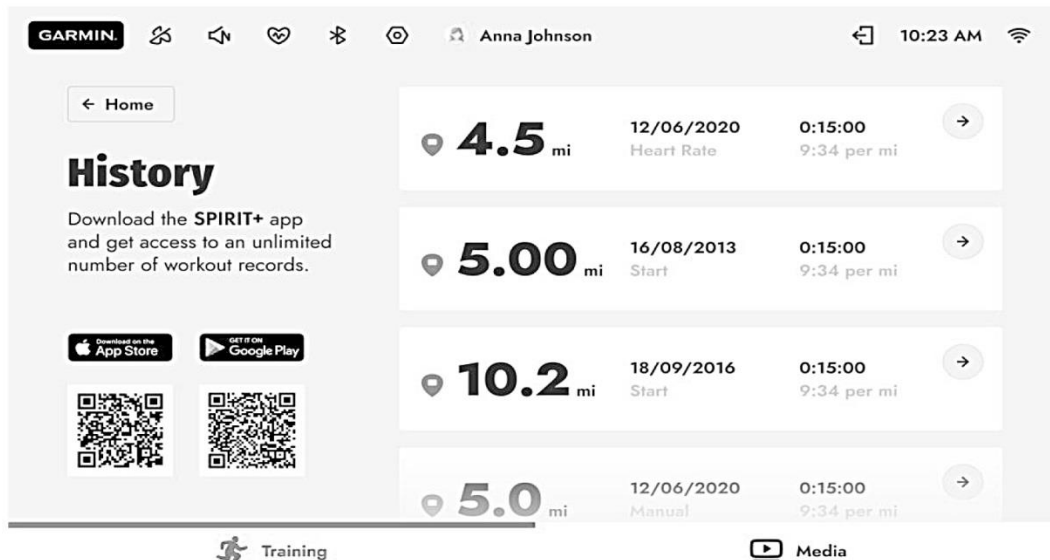 GARMIN.
Anna Johnson
10:23 AM
← Home
History
Download the SPIRIT+ app
and get access to an unlimited
number of workout records.
Download on the
App Store
GET IT ON
Google Play
4.5 mi
12/06/2020
Heart Rate
0:15:00
9:34 per mi
5.00 mi
16/08/2013
Start
0:15:00
9:34 per mi
10.2 mi
18/09/2016
Start
0:15:00
9:34 per mi
5.0 mi
12/06/2020
Manual
0:15:00
9:34 per mi
Training
Media